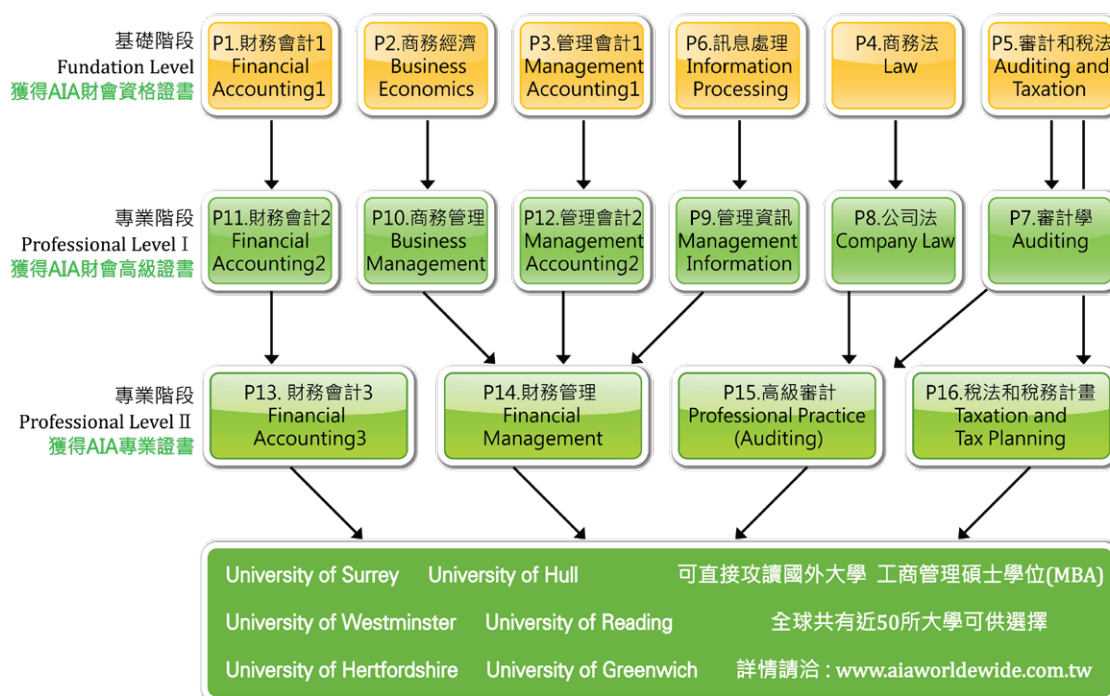 基礎階段
Fundation Level
獲得AIA財會資格證書
P1.財務會計1
Financial
Accounting1
P2.商務經濟
Business
Economics
P3.管理會計1
Management
Accounting1
P6.訊息處理
Information
Processing
P4.商務法
Law
P5.審計和稅法
Auditing and
Taxation
專業階段
Professional Level I
獲得AIA財會高級證書
P11.財務會計2
Financial
Accounting2
P10.商務管理
Business
Management
P12.管理會計2
Management
Accounting2
P9.管理資訊
Management
Information
P8.公司法
Company Law
P7.審計學
Auditing
專業階段
Professional Level II
獲得AIA專業證書
P13. 財務會計3
Financial
Accounting3
P14.財務管理
Financial
Management
P15.高級審計
Professional Practice
(Auditing)
P16.稅法和稅務計畫
Taxation and
Tax Planning
University of Surrey University of Hull 可直接攻讀國外大學 工商管理碩士學位(MBA)
University of Westminster University of Reading 全球共有近50所大學可供選擇
University of Hertfordshire University of Greenwich 詳情請洽 : www.aiaworldewide.com.tw